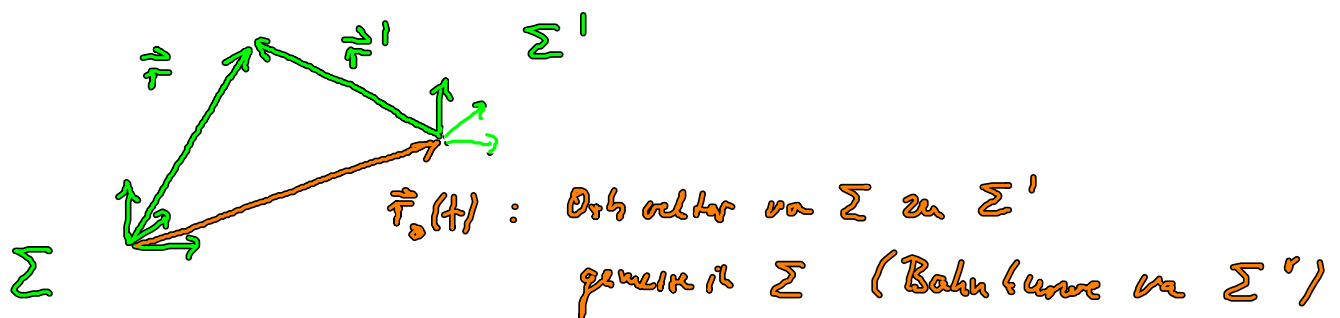 r⃗ r⃗' Σ'
r⃗₀(t) : Ortsvektor von Σ zu Σ'
Σ gemessen in Σ (Bahnkurve von Σ')